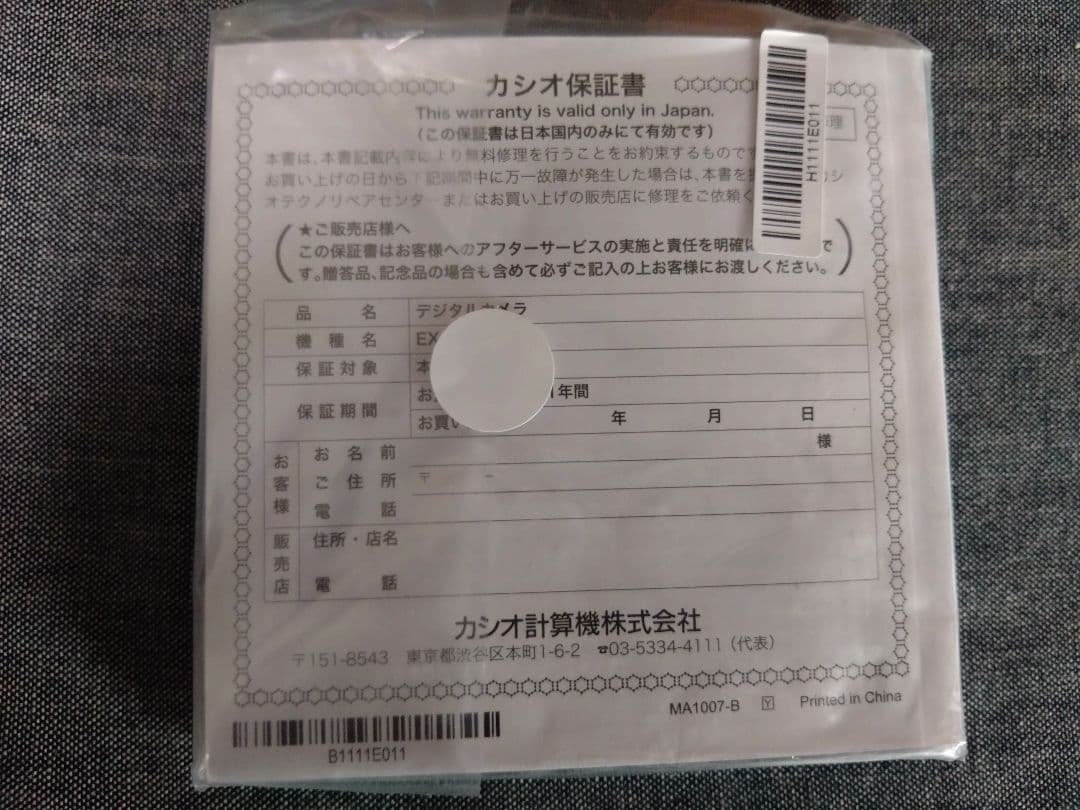 カシオ保証書
This warranty is valid only in Japan.
(この保証書は日本国内のみにて有効です)
理
本書は、本書記載内容により無料修理を行うことをお約束するものです
お買い上げの日から下記期間中に万一故障が発生した場合は、本書を カシ
オテクノリペアセンターまたはお買い上げの販売店に修理をご依頼く
★ご販売店様へ
この保証書はお客様へのアフターサービスの実施と責任を明確に で
す。贈答品、記念品の場合も含めて必ずご記入の上お客様にお渡しください。
品名 デジタルカメラ
機種名 EX
保証対象 本
保証期間 お 1年間
お買い 年 月 日
お客様 お名前 様
ご住所 〒 -
電話
販売店 住所・店名
電話
カシオ計算機株式会社
〒151-8543 東京都渋谷区本町1-6-2 ☎03-5334-4111(代表)
MA1007-B Y Printed in China
B1111E011
H1111E011